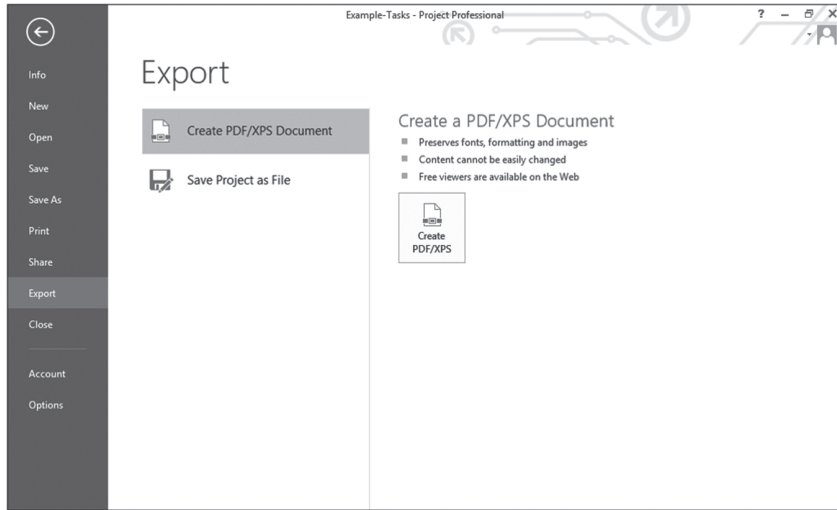 Example-Tasks - Project Professional
?
Info
New
Open
Save
Save As
Print
Share
Export
Close
Account
Options
Export
Create PDF/XPS Document
Save Project as File
Create a PDF/XPS Document
Preserves fonts, formatting and images
Content cannot be easily changed
Free viewers are available on the Web
Create
PDF/XPS